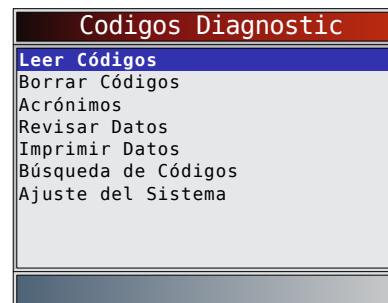 Codigos Diagnostic
Leer Códigos
Borrar Códigos
Acrónimos
Revisar Datos
Imprimir Datos
Búsqueda de Códigos
Ajuste del Sistema